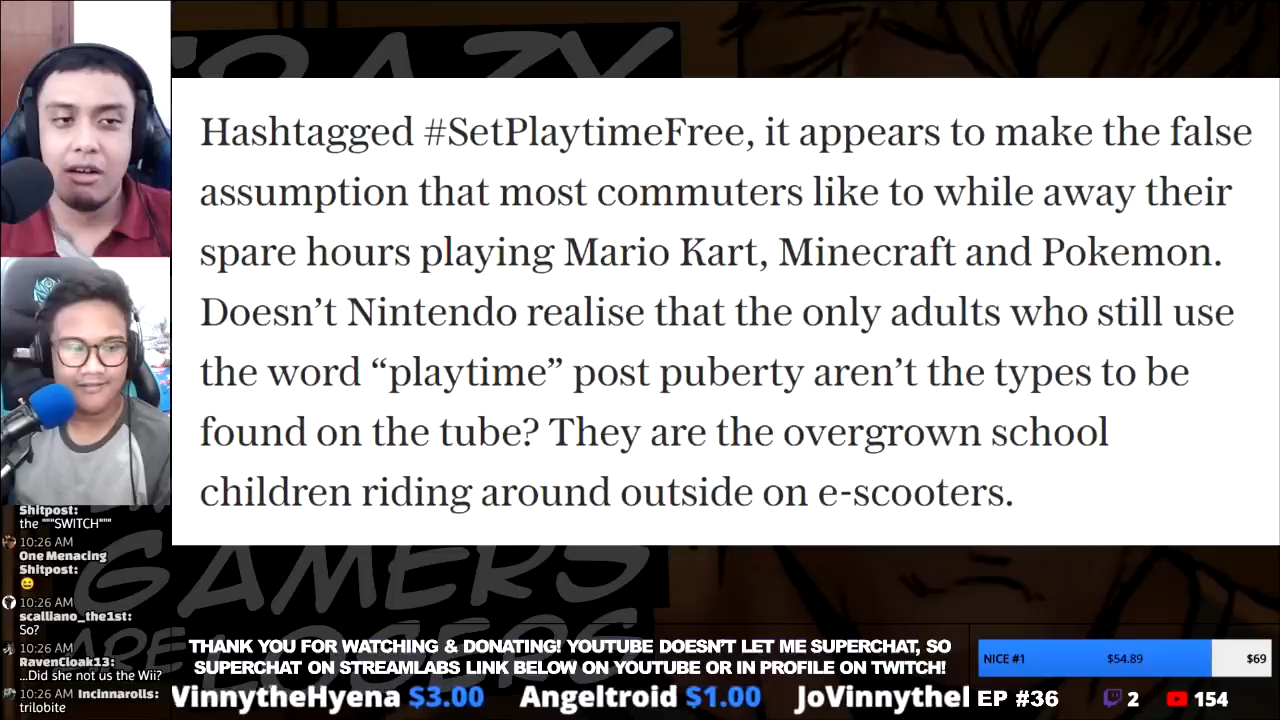 CRAZY
Hashtagged #SetPlaytimeFree, it appears to make the false
assumption that most commuters like to while away their
spare hours playing Mario Kart, Minecraft and Pokemon.
Doesn’t Nintendo realise that the only adults who still use
the word “playtime” post puberty aren’t the types to be
found on the tube? They are the overgrown school
children riding around outside on e-scooters.
GAMERS
ARE LOSERS
Shitpost:
the """SWITCH"""
10:26 AM
One Menacing
Shitpost:
😆
10:26 AM
scalliano_the1st:
So?
10:26 AM
RavenCloak13:
...Did she not us the Wii?
10:26 AM Incinnarolls:
trilobite
THANK YOU FOR WATCHING & DONATING! YOUTUBE DOESN'T LET ME SUPERCHAT, SO
SUPERCHAT ON STREAMLABS LINK BELOW ON YOUTUBE OR IN PROFILE ON TWITCH!
NICE #1 $54.89 $69
VinnytheHyena $3.00 Angeltroid $1.00 JoVinnytheI
EP #36 2 154